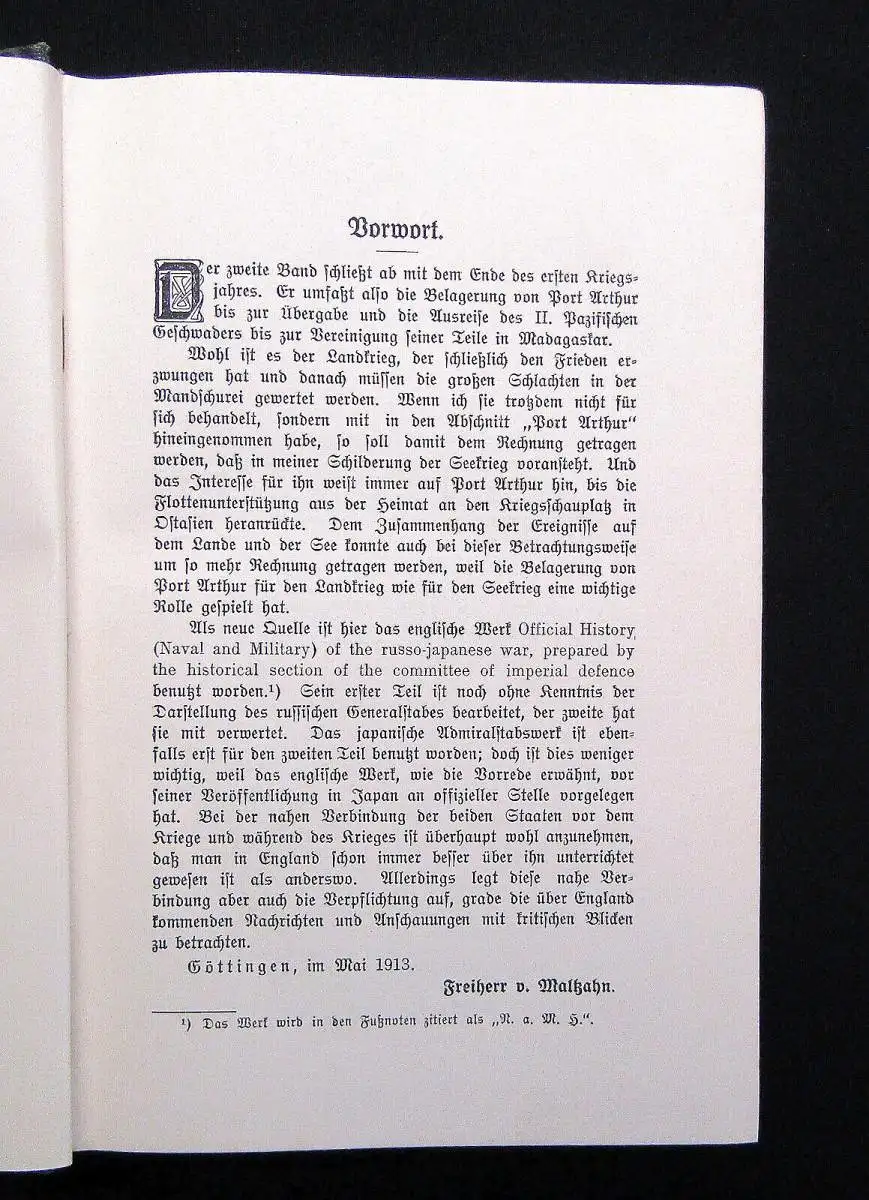 Vorwort.
Der zweite Band schließt ab mit dem Ende des ersten Kriegs-
jahres. Er umfaßt also die Belagerung von Port Arthur
bis zur Übergabe und die Ausreise des II. Pazifischen
Geschwaders bis zur Vereinigung seiner Teile in Madagaskar.
Wohl ist es der Landkrieg, der schließlich den Frieden er-
zwungen hat und danach müssen die großen Schlachten in der
Mandschurei gewertet werden. Wenn ich sie trotzdem nicht für
sich behandelt, sondern mit in den Abschnitt „Port Arthur“
hineingenommen habe, so soll damit dem Rechnung getragen
werden, daß in meiner Schilderung der Seekrieg voransteht. Und
das Interesse für ihn weist immer auf Port Arthur hin, bis die
Flottenunterstützung aus der Heimat an den Kriegsschauplatz in
Ostasien heranrückte. Dem Zusammenhang der Ereignisse auf
dem Lande und der See konnte auch bei dieser Betrachtungsweise
um so mehr Rechnung getragen werden, weil die Belagerung von
Port Arthur für den Landkrieg wie für den Seekrieg eine wichtige
Rolle gespielt hat.
Als neue Quelle ist hier das englische Werk Official History
(Naval and Military) of the russo-japanese war, prepared by
the historical section of the committee of imperial defence
benutzt worden.¹) Sein erster Teil ist noch ohne Kenntnis der
Darstellung des russischen Generalstabes bearbeitet, der zweite hat
sie mit verwertet. Das japanische Admiralstabswerk ist eben-
falls erst für den zweiten Teil benutzt worden; doch ist dies weniger
wichtig, weil das englische Werk, wie die Vorrede erwähnt, vor
seiner Veröffentlichung in Japan an offizieller Stelle vorgelegen
hat. Bei der nahen Verbindung der beiden Staaten vor dem
Kriege und während des Krieges ist überhaupt wohl anzunehmen,
daß man in England schon immer besser über ihn unterrichtet
gewesen ist als anderswo. Allerdings legt diese nahe Ver-
bindung aber auch die Verpflichtung auf, grade die über England
kommenden Nachrichten und Anschauungen mit kritischen Blicken
zu betrachten.
Göttingen, im Mai 1913.
Freiherr v. Maltzahn.
¹) Das Werk wird in den Fußnoten zitiert als „N. a. M. H.“.